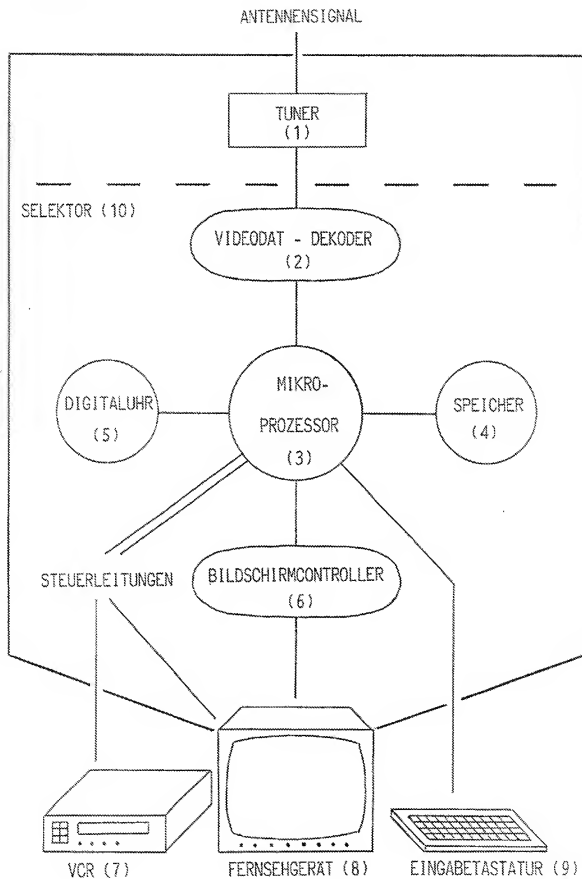 ANTENNENSIGNAL
TUNER
(1)
SELEKTOR (10)
VIDEODAT - DEKODER
(2)
DIGITALUHR
(5)
MIKRO-
PROZESSOR
(3)
SPEICHER
(4)
STEUERLEITUNGEN
BILDSCHIRMCONTROLLER
(6)
VCR (7)
FERNSEHGERÄT (8)
EINGABETASTATUR (9)